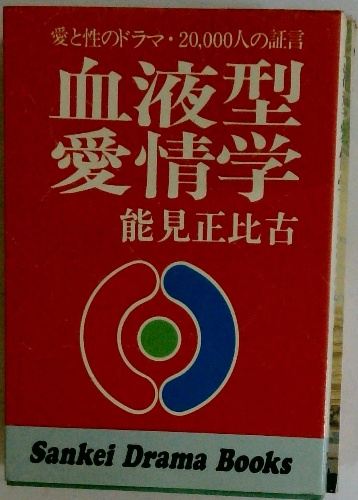 愛と性のドラマ・20,000人の証言
血液型
愛情学
能見正比古
Sankei Drama Books